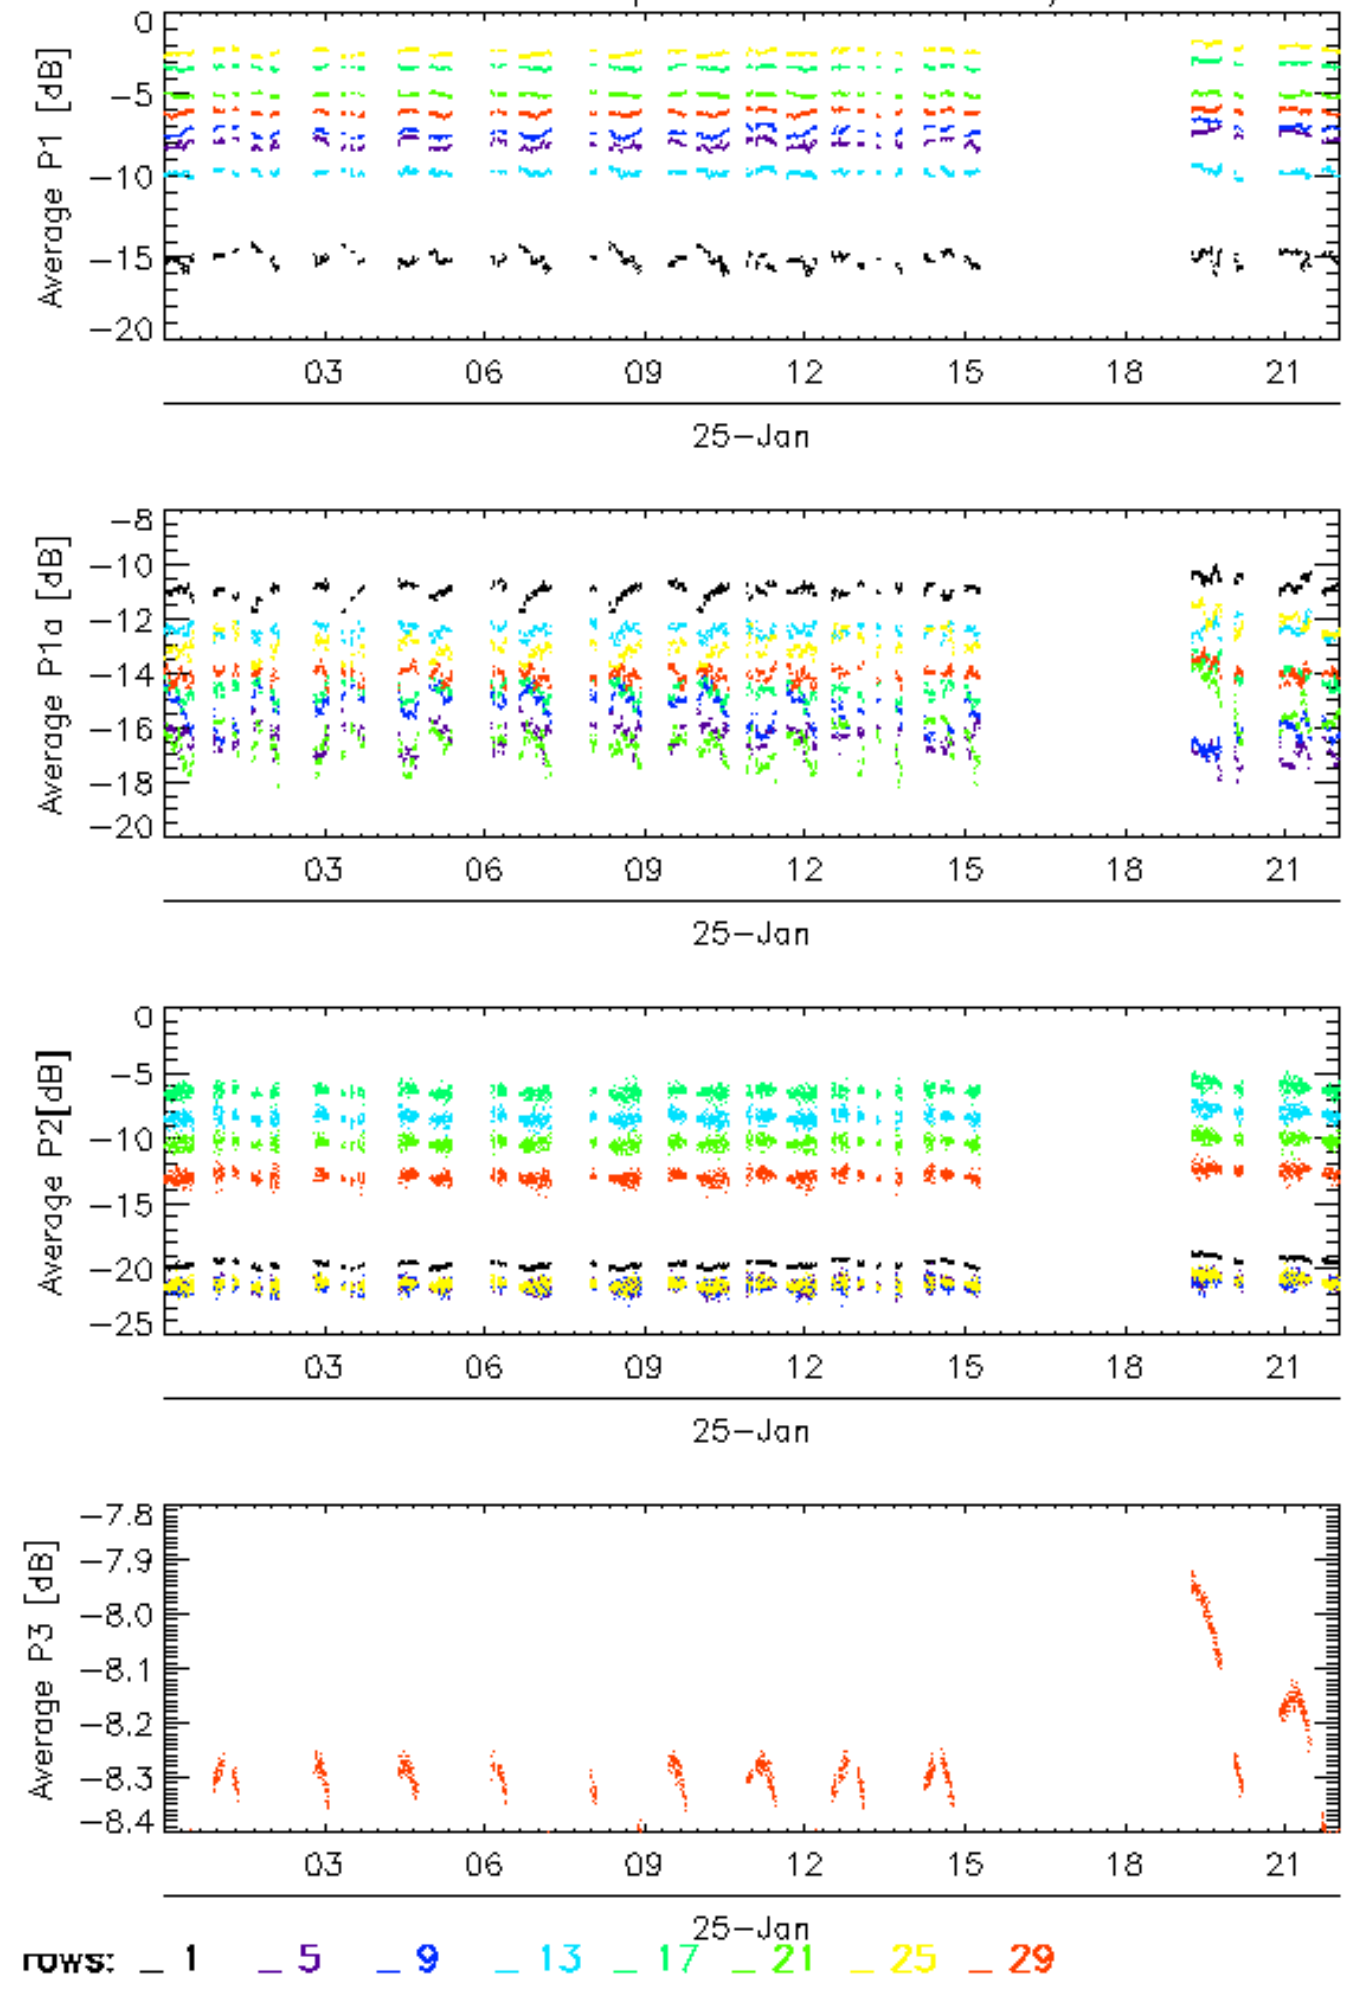 Average P1 [dB]
0
−5
−10
−15
−20
03 06 09 12 15 18 21
25−Jan
Average P1a [dB]
−8
−10
−12
−14
−16
−18
−20
03 06 09 12 15 18 21
25−Jan
Average P2[dB]
0
−5
−10
−15
−20
−25
03 06 09 12 15 18 21
25−Jan
Average P3 [dB]
−7.8
−7.9
−8.0
−8.1
−8.2
−8.3
−8.4
03 06 09 12 15 18 21
25−Jan
rows: _ 1 _ 5 _ 9 _ 13 _ 17 _ 21 _ 25 _ 29